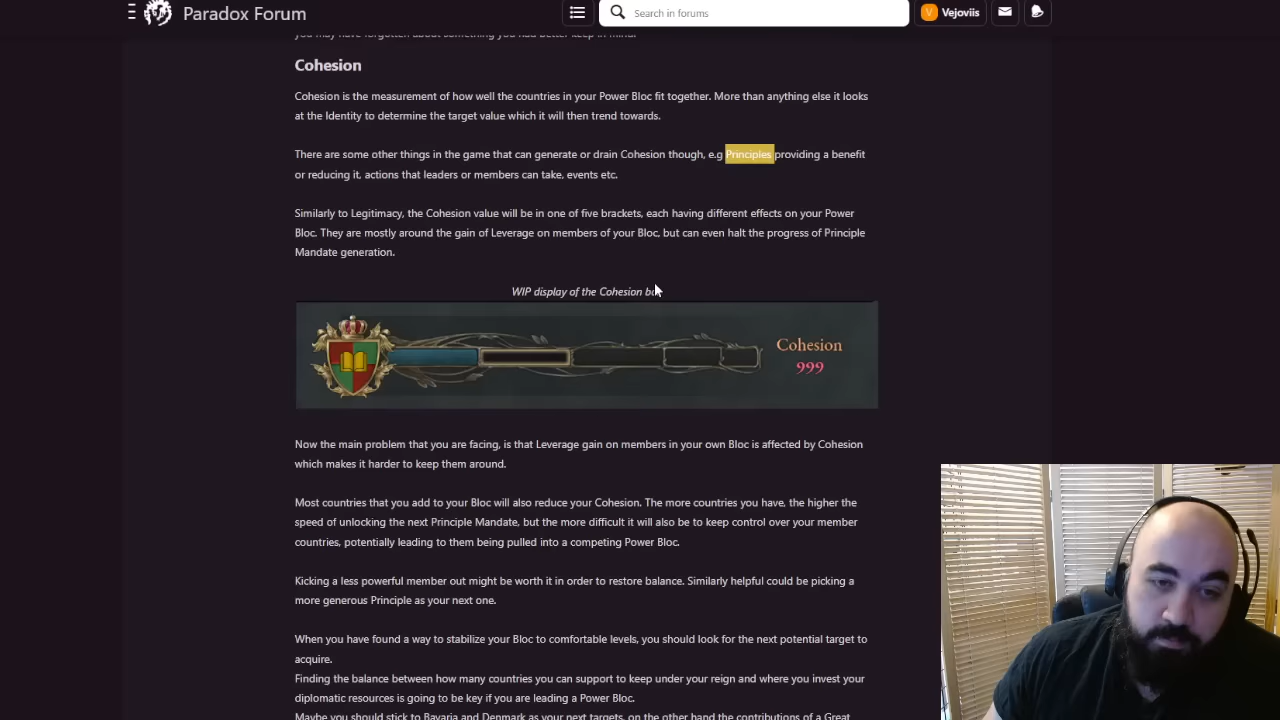 Paradox Forum
Search in forums
V Vejoviis
you may have forgotten about something you had better keep in mind.
Cohesion
Cohesion is the measurement of how well the countries in your Power Bloc fit together. More than anything else it looks
at the Identity to determine the target value which it will then trend towards.
There are some other things in the game that can generate or drain Cohesion though, e.g Principles providing a benefit
or reducing it, actions that leaders or members can take, events etc.
Similarly to Legitimacy, the Cohesion value will be in one of five brackets, each having different effects on your Power
Bloc. They are mostly around the gain of Leverage on members of your Bloc, but can even halt the progress of Principle
Mandate generation.
WIP display of the Cohesion
Cohesion
999
Now the main problem that you are facing, is that Leverage gain on members in your own Bloc is affected by Cohesion
which makes it harder to keep them around.
Most countries that you add to your Bloc will also reduce your Cohesion. The more countries you have, the higher the
speed of unlocking the next Principle Mandate, but the more difficult it will also be to keep control over your member
countries, potentially leading to them being pulled into a competing Power Bloc.
Kicking a less powerful member out might be worth it in order to restore balance. Similarly helpful could be picking a
more generous Principle as your next one.
When you have found a way to stabilize your Bloc to comfortable levels, you should look for the next potential target to
acquire.
Finding the balance between how many countries you can support to keep under your reign and where you invest your
diplomatic resources is going to be key if you are leading a Power Bloc.
Maybe you should stick to Bavaria and Denmark as your next targets, on the other hand the contributions of a Great